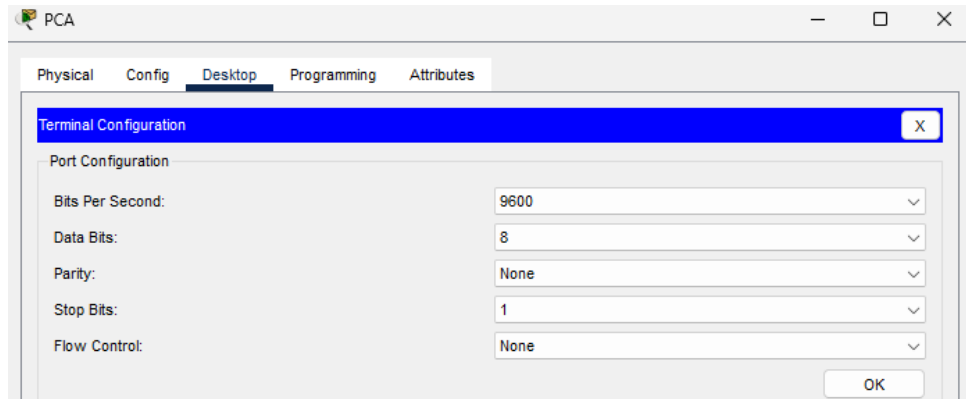 PCA
Physical Config Desktop Programming Attributes
Terminal Configuration X
Port Configuration
Bits Per Second: 9600
Data Bits: 8
Parity: None
Stop Bits: 1
Flow Control: None
OK